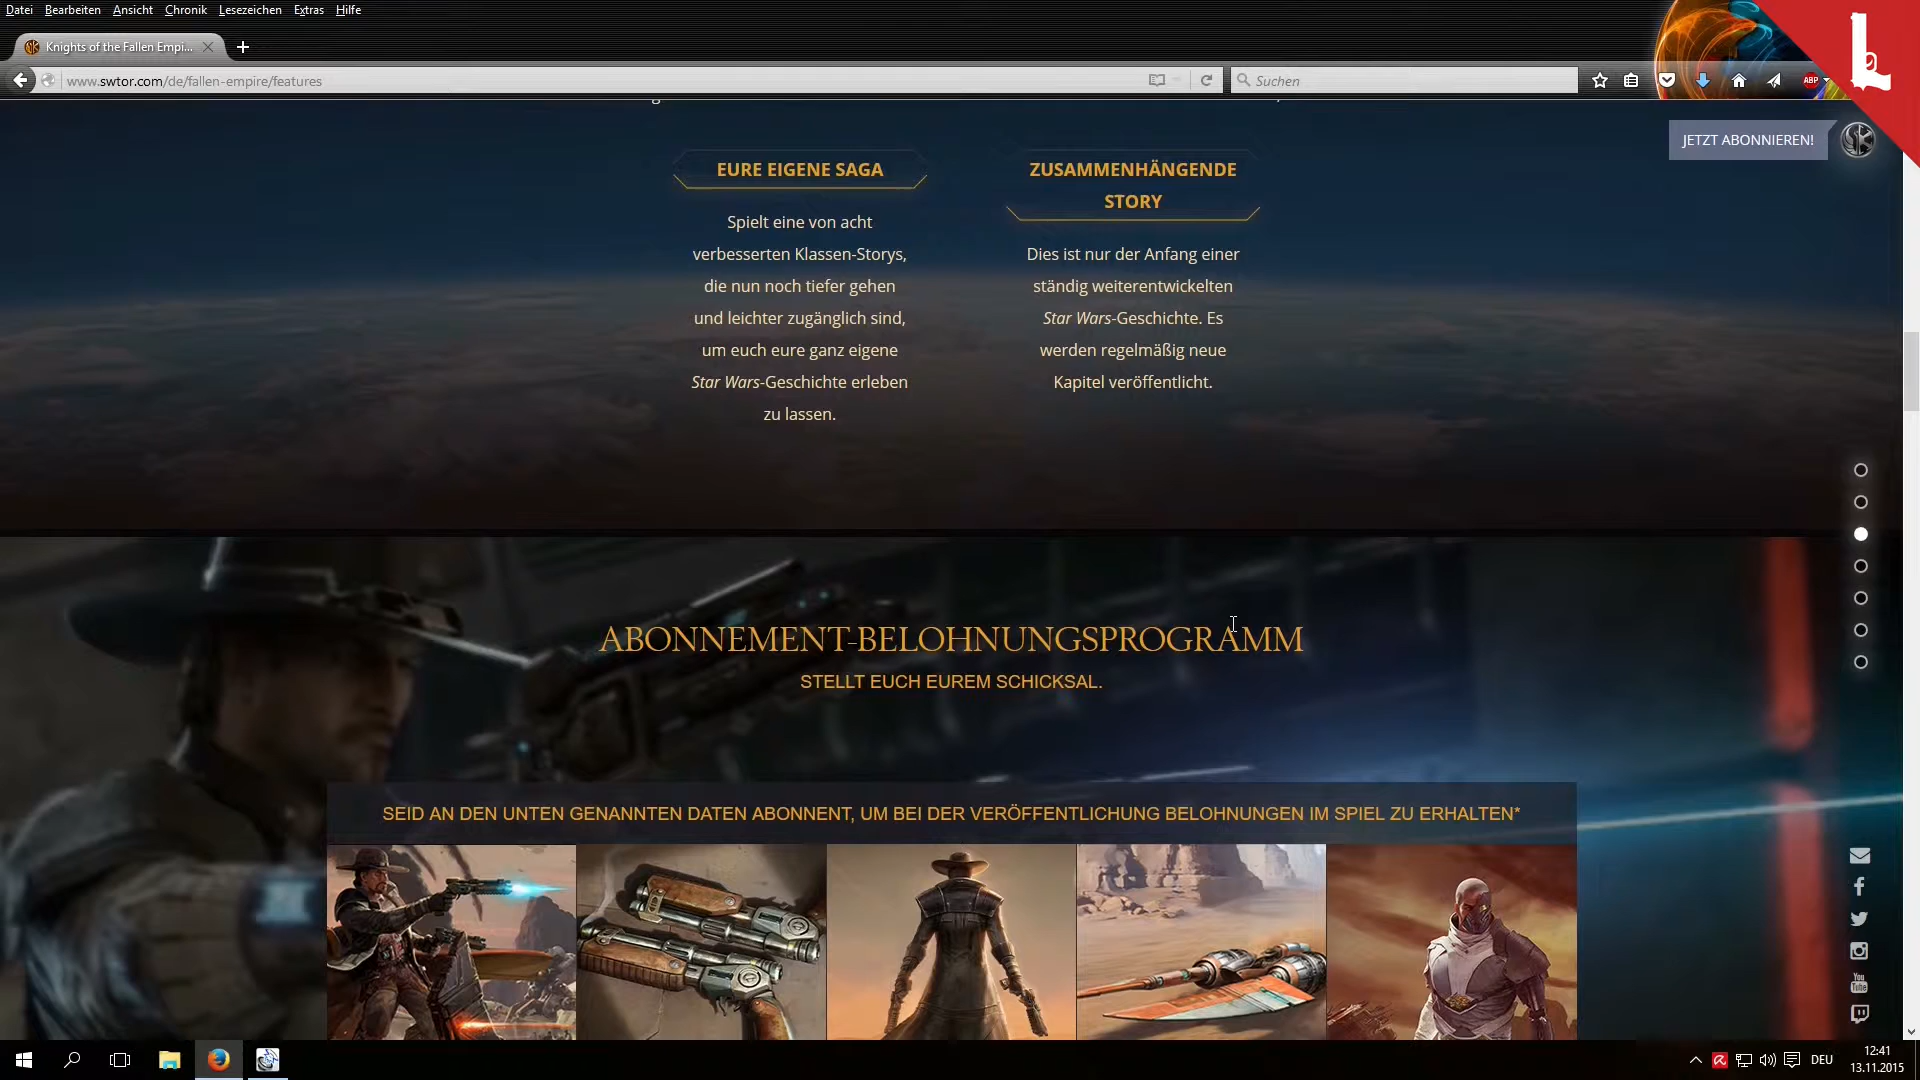 Datei Bearbeiten Ansicht Chronik Lesezeichen Extras Hilfe
Knights of the Fallen Empi...
www.swtor.com/de/fallen-empire/features
Suchen
ABP
JETZT ABONNIEREN!
EURE EIGENE SAGA
Spielt eine von acht
verbesserten Klassen-Storys,
die nun noch tiefer gehen
und leichter zugänglich sind,
um euch eure ganz eigene
Star Wars-Geschichte erleben
zu lassen.
ZUSAMMENHÄNGENDE
STORY
Dies ist nur der Anfang einer
ständig weiterentwickelten
Star Wars-Geschichte. Es
werden regelmäßig neue
Kapitel veröffentlicht.
ABONNEMENT-BELOHNUNGSPROGRAMM
STELLT EUCH EUREM SCHICKSAL.
SEID AN DEN UNTEN GENANNTEN DATEN ABONNENT, UM BEI DER VERÖFFENTLICHUNG BELOHNUNGEN IM SPIEL ZU ERHALTEN*
You
Tube
DEU
12:41
13.11.2015